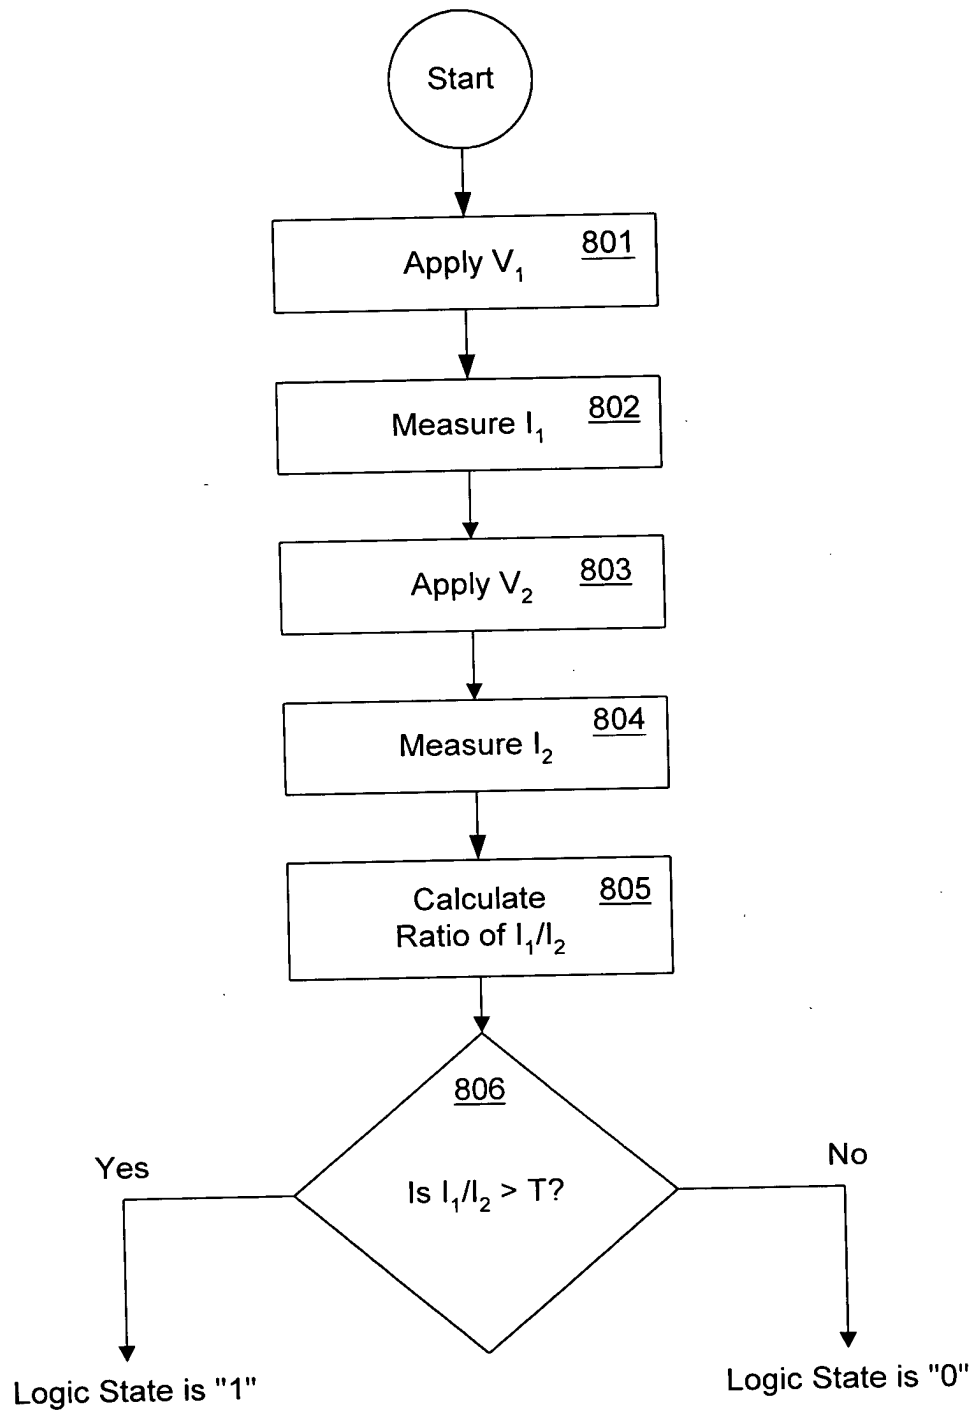 Start
801
Apply V₁
802
Measure I₁
803
Apply V₂
804
Measure I₂
805
Calculate
Ratio of I₁/I₂
806
Is I₁/I₂ > T?
Yes
No
Logic State is "1"
Logic State is "0"